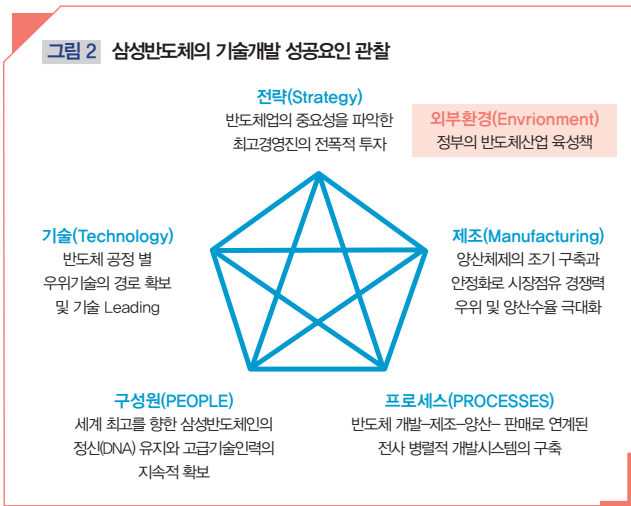 그림 2 삼성반도체의 기술개발 성공요인 관찰
전략(Strategy)
반도체업의 중요성을 파악한
최고경영진의 전폭적 투자
외부환경(Envrionment)
정부의 반도체산업 육성책
기술(Technology)
반도체 공정 별
우위기술의 경로 확보
및 기술 Leading
제조(Manufacturing)
양산체제의 조기 구축과
안정화로 시장점유 경쟁력
우위 및 양산수율 극대화
구성원(PEOPLE)
세계 최고를 향한 삼성반도체인의
정신(DNA) 유지와 고급기술인력의
지속적 확보
프로세스(PROCESSES)
반도체 개발-제조-양산- 판매로 연계된
전사 병렬적 개발시스템의 구축